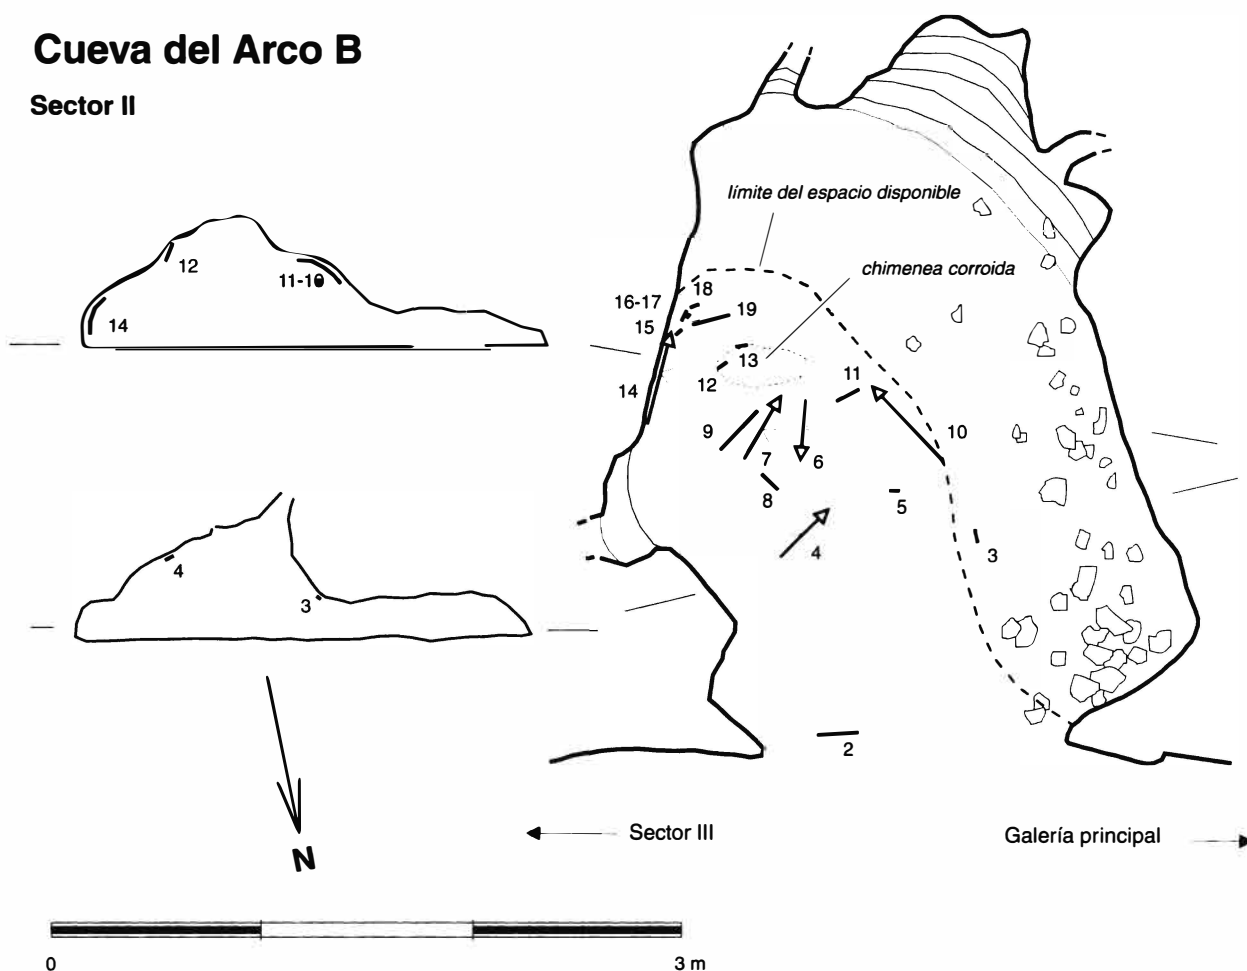 Cueva del Arco B
Sector II
12
11-10
14
4
3
N
0
3 m
límite del espacio disponible
chimenea corroida
16-17
18
15
19
13
12
11
14
9
7
6
10
8
5
4
3
2
Sector III
Galería principal